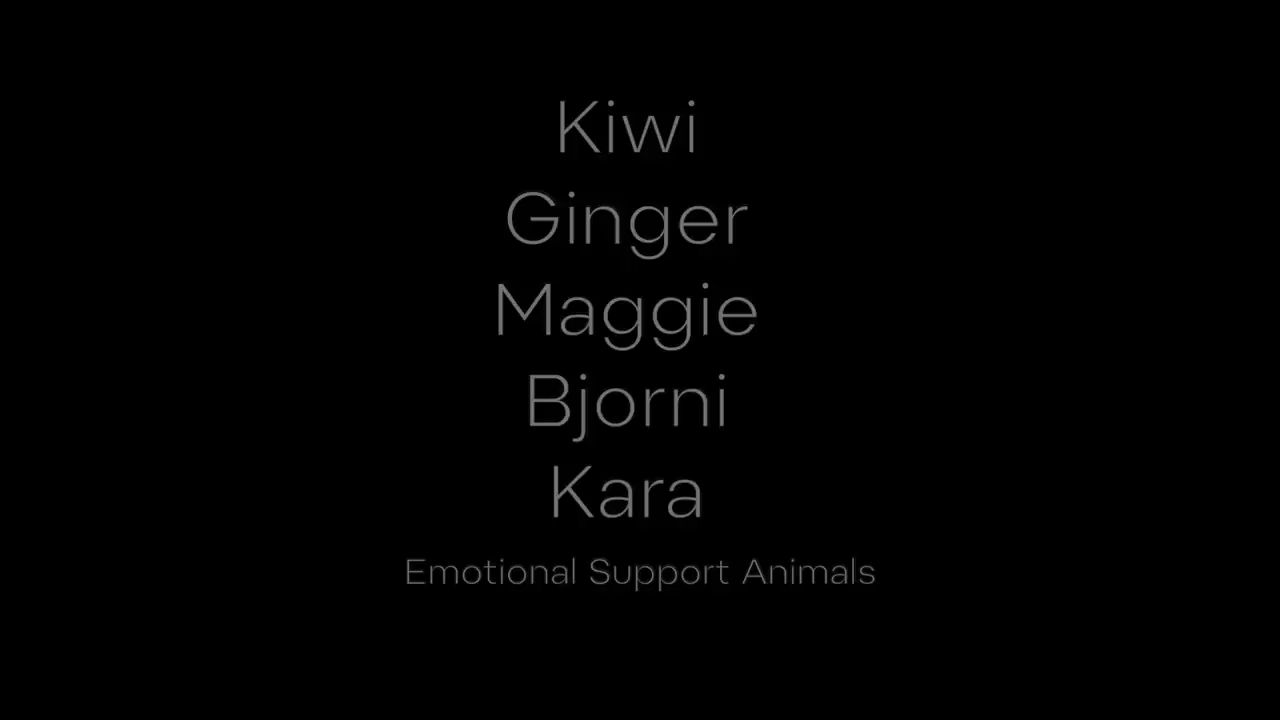 Kiwi
Ginger
Maggie
Bjorni
Kara
Emotional Support Animals